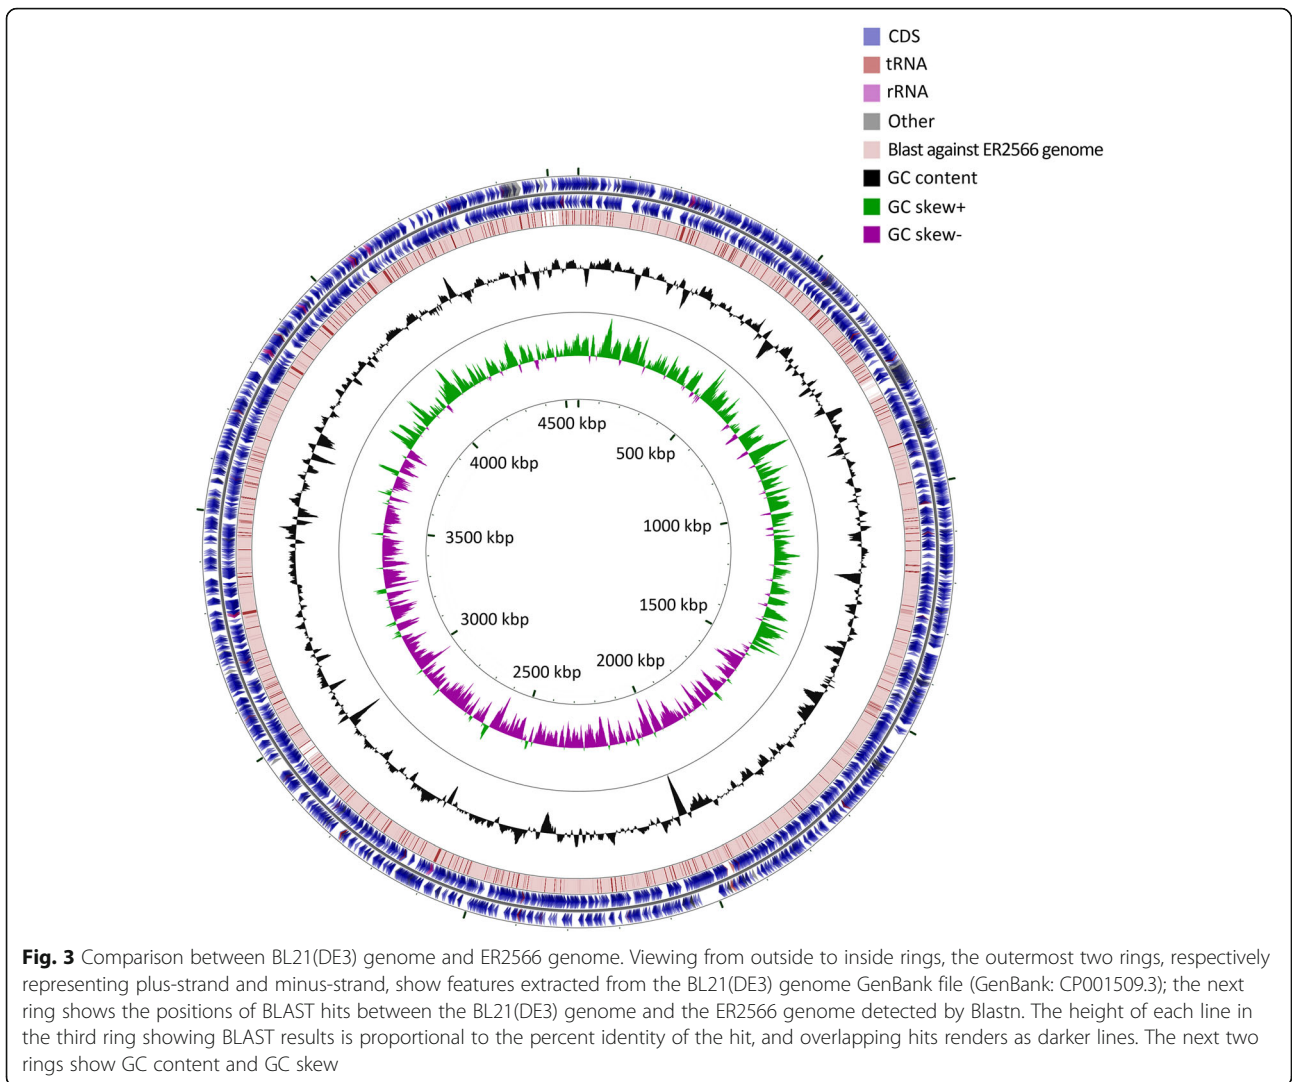 CDS
tRNA
rRNA
Other
Blast against ER2566 genome
GC content
GC skew+
GC skew-
4500 kbp
500 kbp
4000 kbp
1000 kbp
3500 kbp
1500 kbp
3000 kbp
2000 kbp
2500 kbp
Fig. 3 Comparison between BL21(DE3) genome and ER2566 genome. Viewing from outside to inside rings, the outermost two rings, respectively
representing plus-strand and minus-strand, show features extracted from the BL21(DE3) genome GenBank file (GenBank: CP001509.3); the next
ring shows the positions of BLAST hits between the BL21(DE3) genome and the ER2566 genome detected by Blastn. The height of each line in
the third ring showing BLAST results is proportional to the percent identity of the hit, and overlapping hits renders as darker lines. The next two
rings show GC content and GC skew